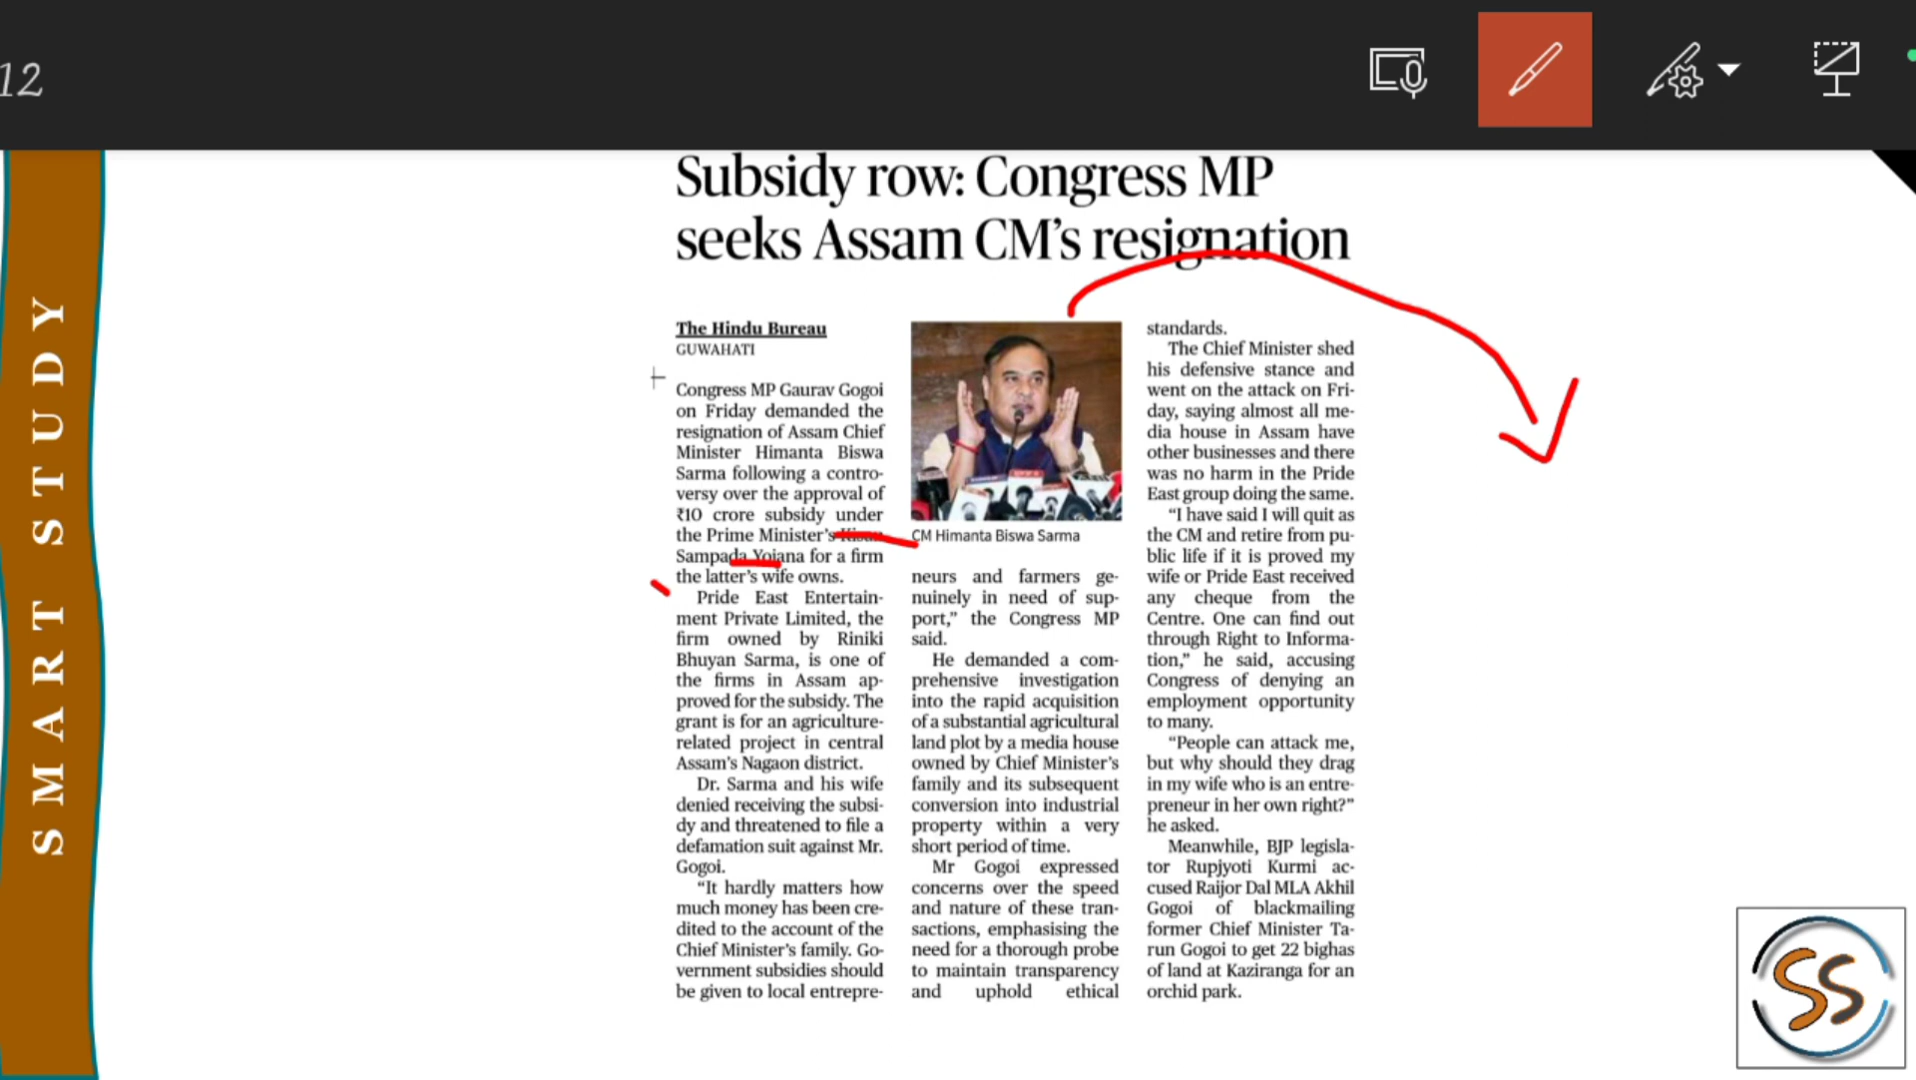 12
SMART STUDY
Subsidy row: Congress MP
seeks Assam CM’s resignation
The Hindu Bureau
GUWAHATI
Congress MP Gaurav Gogoi
on Friday demanded the
resignation of Assam Chief
Minister Himanta Biswa
Sarma following a contro-
versy over the approval of
₹10 crore subsidy under
the Prime Minister’s Kisan
Sampada Yojana for a firm
the latter’s wife owns.
Pride East Entertain-
ment Private Limited, the
firm owned by Riniki
Bhuyan Sarma, is one of
the firms in Assam ap-
proved for the subsidy. The
grant is for an agriculture-
related project in central
Assam’s Nagaon district.
Dr. Sarma and his wife
denied receiving the subsi-
dy and threatened to file a
defamation suit against Mr.
Gogoi.
“It hardly matters how
much money has been cre-
dited to the account of the
Chief Minister’s family. Go-
vernment subsidies should
be given to local entrepre-
CM Himanta Biswa Sarma
neurs and farmers ge-
nuinely in need of sup-
port,” the Congress MP
said.
He demanded a com-
prehensive investigation
into the rapid acquisition
of a substantial agricultural
land plot by a media house
owned by Chief Minister’s
family and its subsequent
conversion into industrial
property within a very
short period of time.
Mr Gogoi expressed
concerns over the speed
and nature of these tran-
sactions, emphasising the
need for a thorough probe
to maintain transparency
and uphold ethical
standards.
The Chief Minister shed
his defensive stance and
went on the attack on Fri-
day, saying almost all me-
dia house in Assam have
other businesses and there
was no harm in the Pride
East group doing the same.
“I have said I will quit as
the CM and retire from pu-
blic life if it is proved my
wife or Pride East received
any cheque from the
Centre. One can find out
through Right to Informa-
tion,” he said, accusing
Congress of denying an
employment opportunity
to many.
“People can attack me,
but why should they drag
in my wife who is an entre-
preneur in her own right?”
he asked.
Meanwhile, BJP legisla-
tor Rupjyoti Kurmi ac-
cused Raijor Dal MLA Akhil
Gogoi of blackmailing
former Chief Minister Ta-
run Gogoi to get 22 bighas
of land at Kaziranga for an
orchid park.
SS